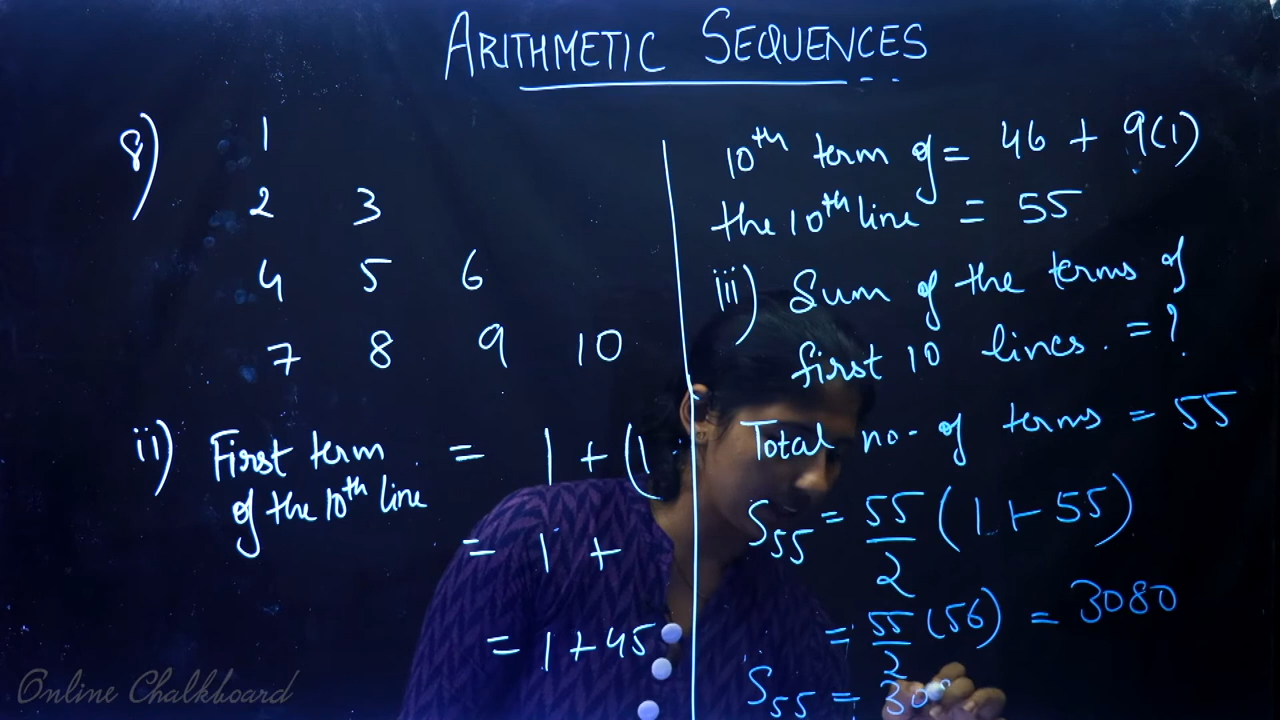 ARITHMETIC SEQUENCES
8) 1
2 3
4 5 6
7 8 9 10
ii) First term
of the 10th line
= 1 + (1
= 1 +
= 1 + 45
10th term of = 46 + 9(1)
the 10th line = 55
iii) Sum of the terms of
first 10 lines. = ?
Total no. of terms = 55
S55 = 55/2 (1 + 55)
= 55/2 (56) = 3080
S55 = 30
Online Chalkboard